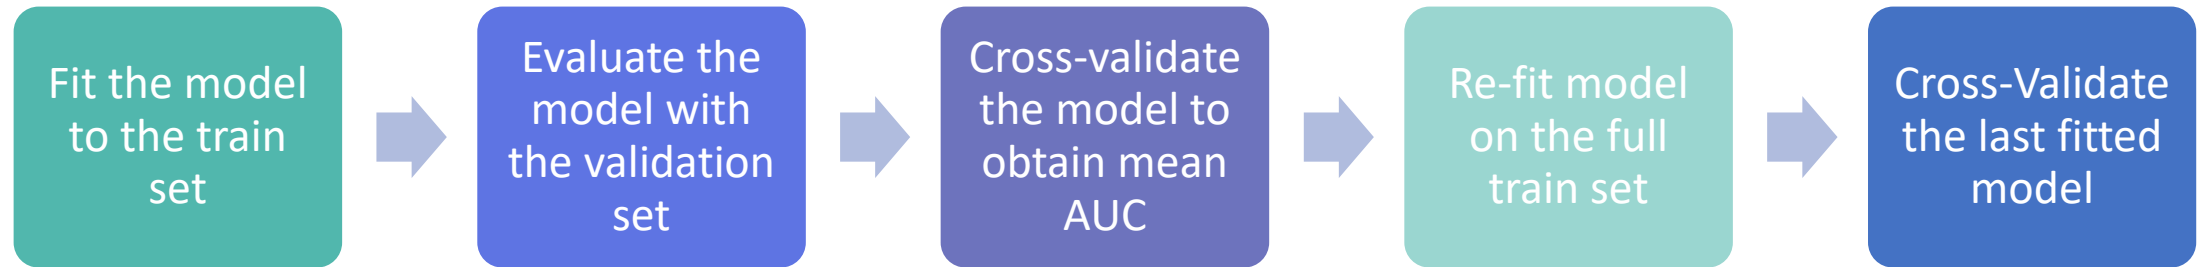 Fit the model
to the train
set
Evaluate the
model with
the validation
set
Cross-validate
the model to
obtain mean
AUC
Re-fit model
on the full
train set
Cross-Validate
the last fitted
model